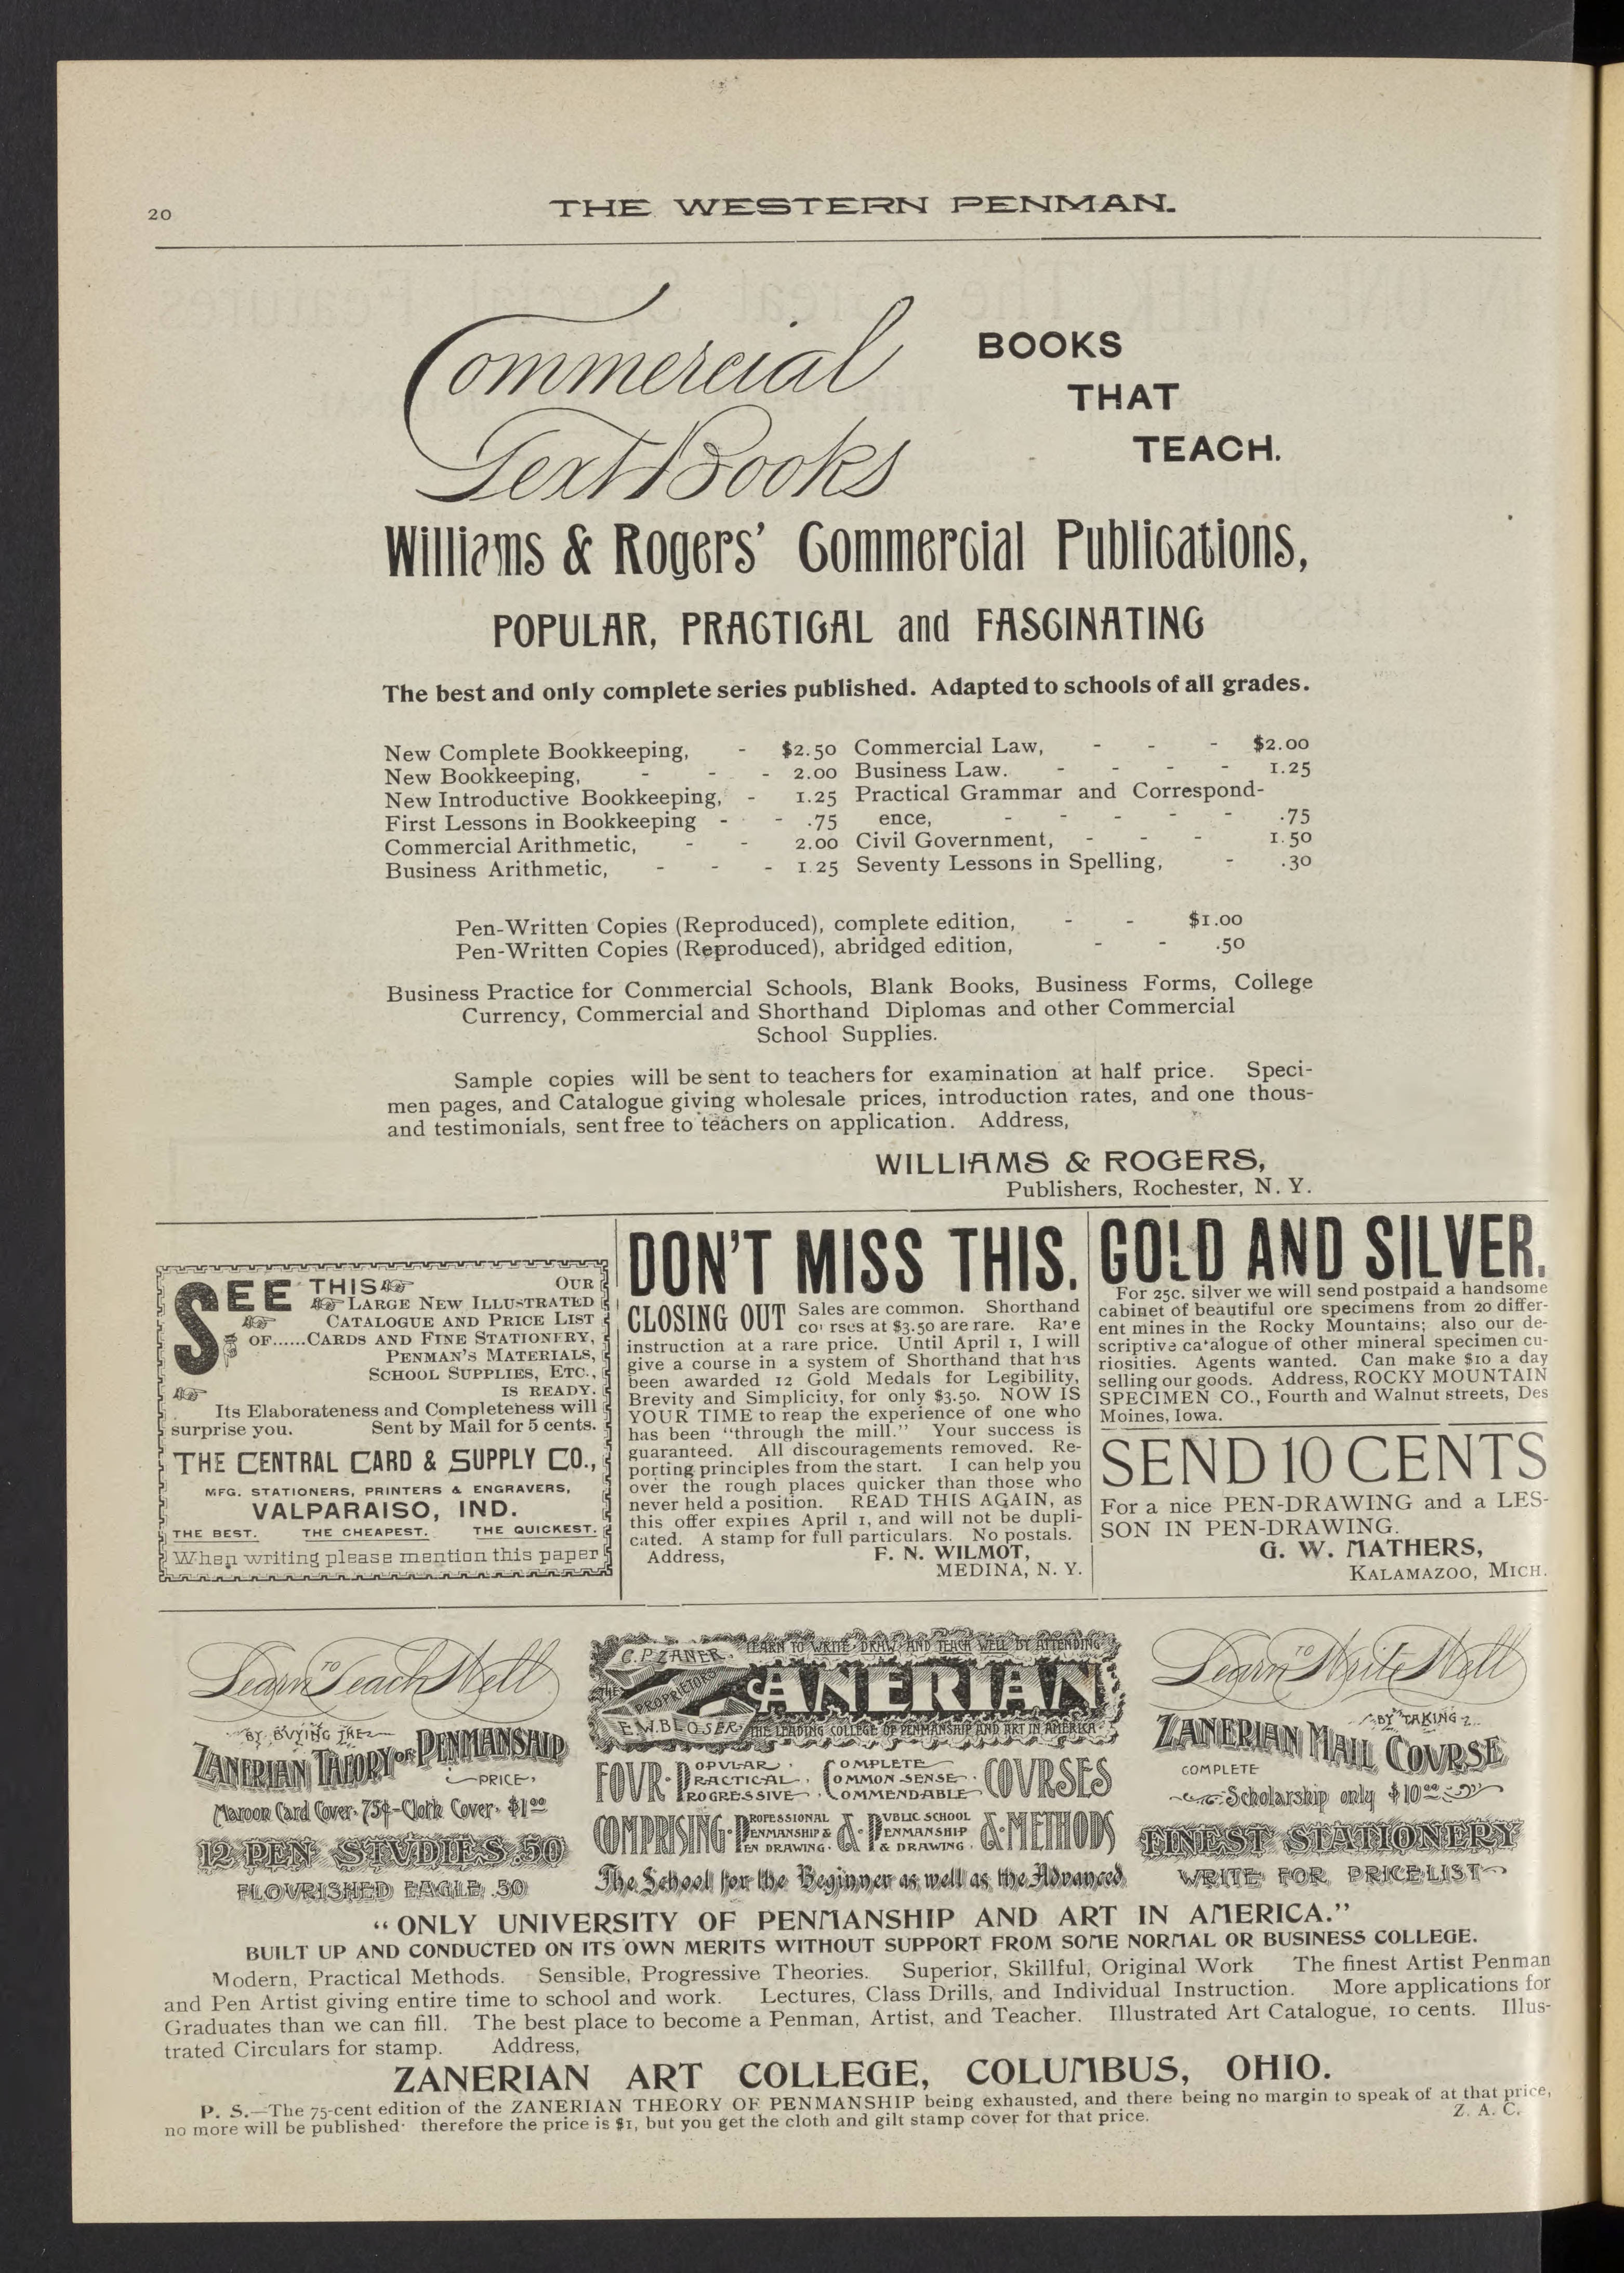 20
THE WESTERN PENMAN.
Commercial
Text Books
BOOKS
THAT
TEACH.
Williams & Rogers' Commercial Publications,
POPULAR, PRACTICAL and FASCINATING
The best and only complete series published. Adapted to schools of all grades.
New Complete Bookkeeping, - $2.50
New Bookkeeping, - - - 2.00
New Introductive Bookkeeping, - 1.25
First Lessons in Bookkeeping - - .75
Commercial Arithmetic, - - 2.00
Business Arithmetic, - - - 1.25
Commercial Law, - - - $2.00
Business Law. - - - - 1.25
Practical Grammar and Correspond-
ence, - - - - - .75
Civil Government, - - - 1.50
Seventy Lessons in Spelling, - .30
Pen-Written Copies (Reproduced), complete edition, - - $1.00
Pen-Written Copies (Reproduced), abridged edition, - - .50
Business Practice for Commercial Schools, Blank Books, Business Forms, College
Currency, Commercial and Shorthand Diplomas and other Commercial
School Supplies.
Sample copies will be sent to teachers for examination at half price. Speci-
men pages, and Catalogue giving wholesale prices, introduction rates, and one thous-
and testimonials, sent free to teachers on application. Address,
WILLIAMS & ROGERS,
Publishers, Rochester, N. Y.
SEE THIS OUR
LARGE NEW ILLUSTRATED
CATALOGUE AND PRICE LIST
OF......CARDS AND FINE STATIONERY,
PENMAN'S MATERIALS,
SCHOOL SUPPLIES, ETC.,
IS READY.
Its Elaborateness and Completeness will
surprise you. Sent by Mail for 5 cents.
THE CENTRAL CARD & SUPPLY CO.,
MFG. STATIONERS, PRINTERS & ENGRAVERS,
VALPARAISO, IND.
THE BEST. THE CHEAPEST. THE QUICKEST.
When writing please mention this paper
DON'T MISS THIS.
CLOSING OUT Sales are common. Shorthand
courses at $3.50 are rare. Rare
instruction at a rare price. Until April 1, I will
give a course in a system of Shorthand that has
been awarded 12 Gold Medals for Legibility,
Brevity and Simplicity, for only $3.50. NOW IS
YOUR TIME to reap the experience of one who
has been "through the mill." Your success is
guaranteed. All discouragements removed. Re-
porting principles from the start. I can help you
over the rough places quicker than those who
never held a position. READ THIS AGAIN, as
this offer expires April 1, and will not be dupli-
cated. A stamp for full particulars. No postals.
Address, F. N. WILMOT,
MEDINA, N. Y.
GOLD AND SILVER.
For 25c. silver we will send postpaid a handsome
cabinet of beautiful ore specimens from 20 differ-
ent mines in the Rocky Mountains; also our de-
scriptive catalogue of other mineral specimen cu-
riosities. Agents wanted. Can make $10 a day
selling our goods. Address, ROCKY MOUNTAIN
SPECIMEN CO., Fourth and Walnut streets, Des
Moines, Iowa.
SEND 10 CENTS
For a nice PEN-DRAWING and a LES-
SON IN PEN-DRAWING.
G. W. MATHERS,
KALAMAZOO, MICH.
Learn to Teach Well
BY BUYING THE
ZANERIAN THEORY OF PENMANSHIP
PRICE,
Maroon Card Cover. 75¢-Cloth Cover. $1.00
12 PEN STUDIES .50
FLOURISHED EAGLE .50
LEARN TO WRITE, DRAW, AND TEACH WELL BY ATTENDING
C. P. ZANER.
THE ZANERIAN
PROPRIETORS
E. W. BLOSER.
THE LEADING COLLEGE OF PENMANSHIP AND ART IN AMERICA
FOUR POPULAR, PRACTICAL, PROGRESSIVE, COMPLETE COMMON-SENSE COMMENDABLE COURSES
COMPRISING PROFESSIONAL PENMANSHIP & PEN DRAWING. & PUBLIC SCHOOL PENMANSHIP & DRAWING. & METHODS
The School for the Beginner as well as the Advanced.
Learn to Write Well
BY TAKING
ZANERIAN MAIL COURSE
COMPLETE
Scholarship only $10.00
FINEST STATIONERY
WRITE FOR PRICE LIST
"ONLY UNIVERSITY OF PENMANSHIP AND ART IN AMERICA."
BUILT UP AND CONDUCTED ON ITS OWN MERITS WITHOUT SUPPORT FROM SOME NORMAL OR BUSINESS COLLEGE.
Modern, Practical Methods. Sensible, Progressive Theories. Superior, Skillful, Original Work The finest Artist Penman
and Pen Artist giving entire time to school and work. Lectures, Class Drills, and Individual Instruction. More applications for
Graduates than we can fill. The best place to become a Penman, Artist, and Teacher. Illustrated Art Catalogue, 10 cents. Illus-
trated Circulars for stamp. Address,
ZANERIAN ART COLLEGE, COLUMBUS, OHIO.
P. S.—The 75-cent edition of the ZANERIAN THEORY OF PENMANSHIP being exhausted, and there being no margin to speak of at that price,
no more will be published· therefore the price is $1, but you get the cloth and gilt stamp cover for that price. Z. A. C.